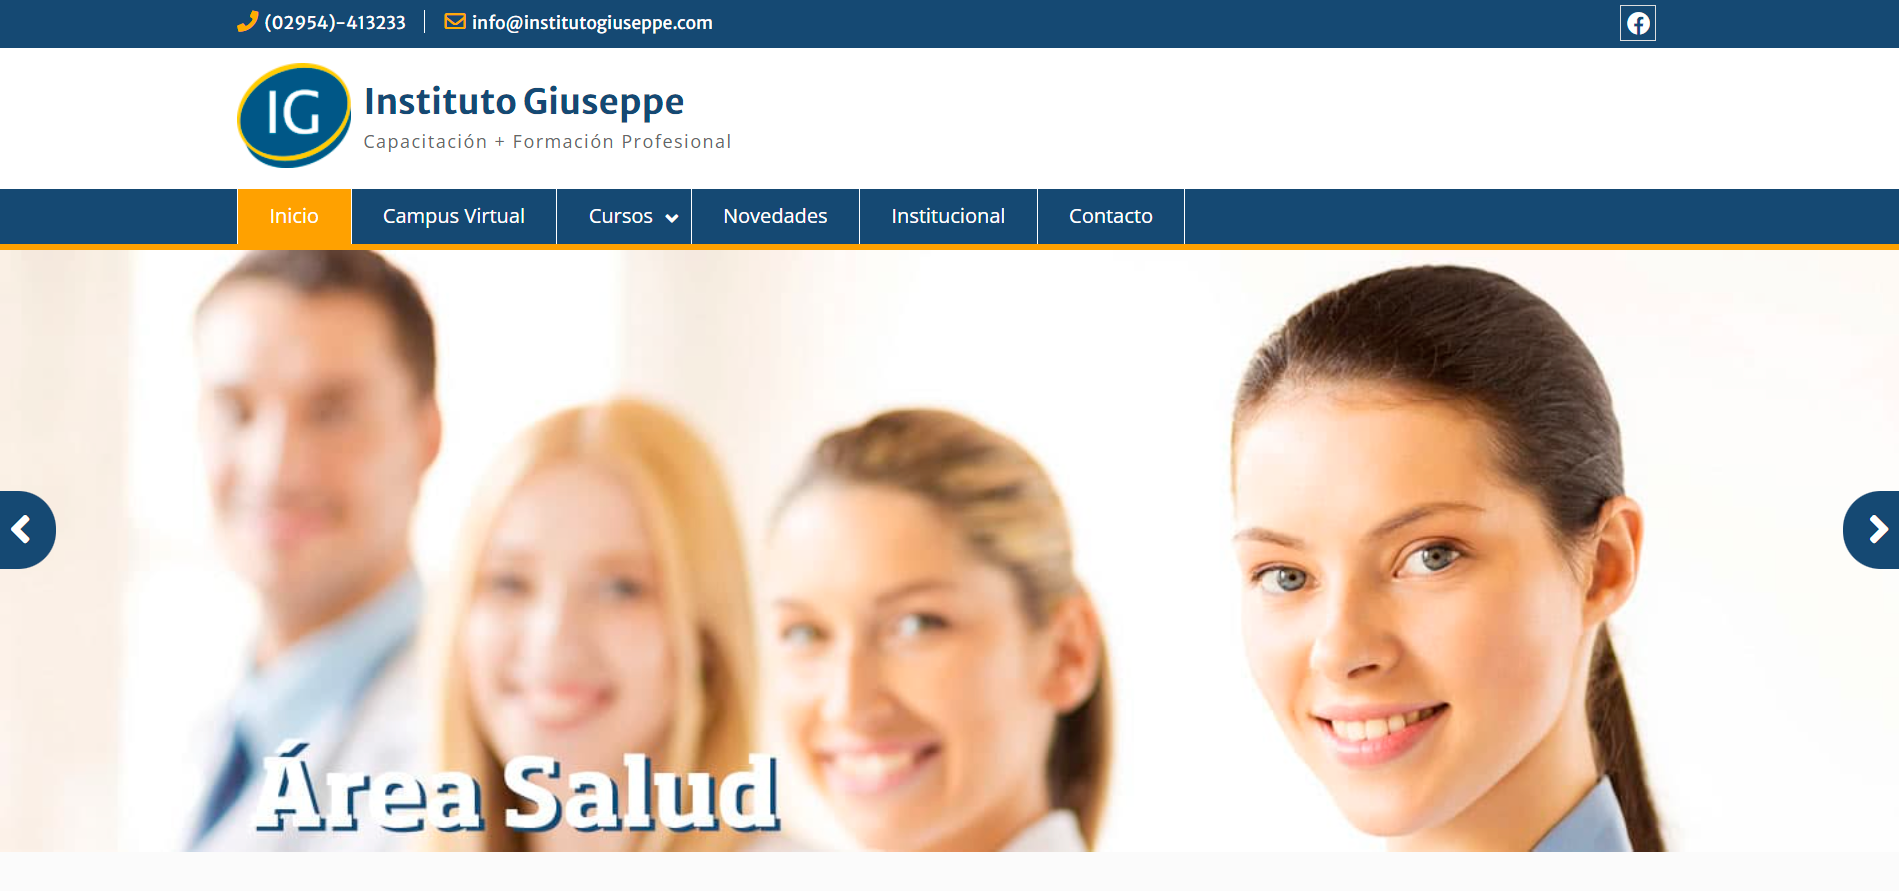 (02954)-413233 info@institutogiuseppe.com
IG
Instituto Giuseppe
Capacitación + Formación Profesional
Inicio Campus Virtual Cursos Novedades Institucional Contacto
Área Salud